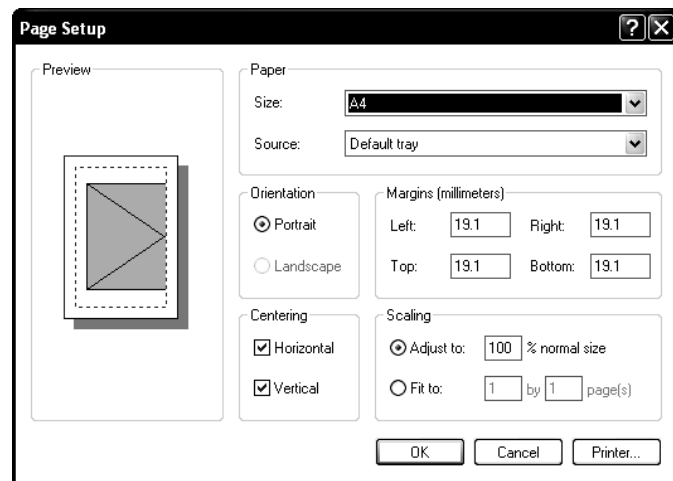 Page Setup
Preview
Paper
Size:
A4
Source:
Default tray
Orientation
Portrait
Landscape
Margins (millimeters)
Left: 19.1 Right: 19.1
Top: 19.1 Bottom: 19.1
Centering
Horizontal
Vertical
Scaling
Adjust to: 100 % normal size
Fit to: 1 by 1 page(s)
OK Cancel Printer...